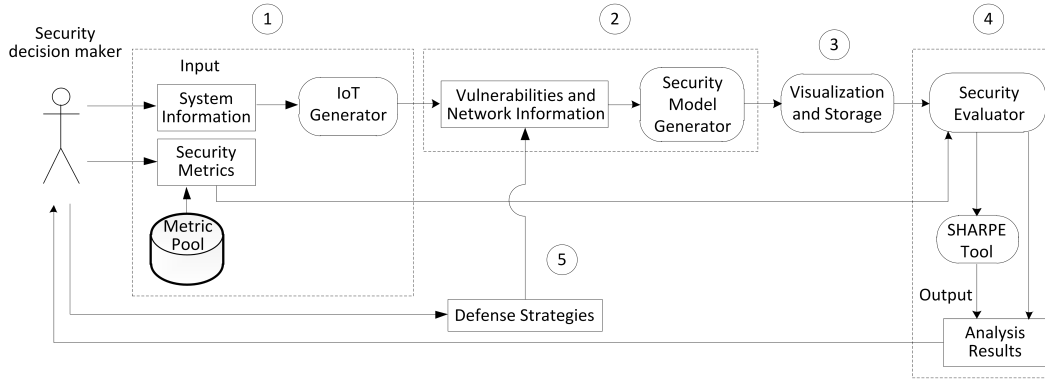 1
2
3
4
Security
decision maker
Input
System
Information
IoT
Generator
Vulnerabilities and
Network Information
Security
Model
Generator
Visualization
and Storage
Security
Evaluator
Security
Metrics
Metric
Pool
SHARPE
Tool
5
Output
Defense Strategies
Analysis
Results